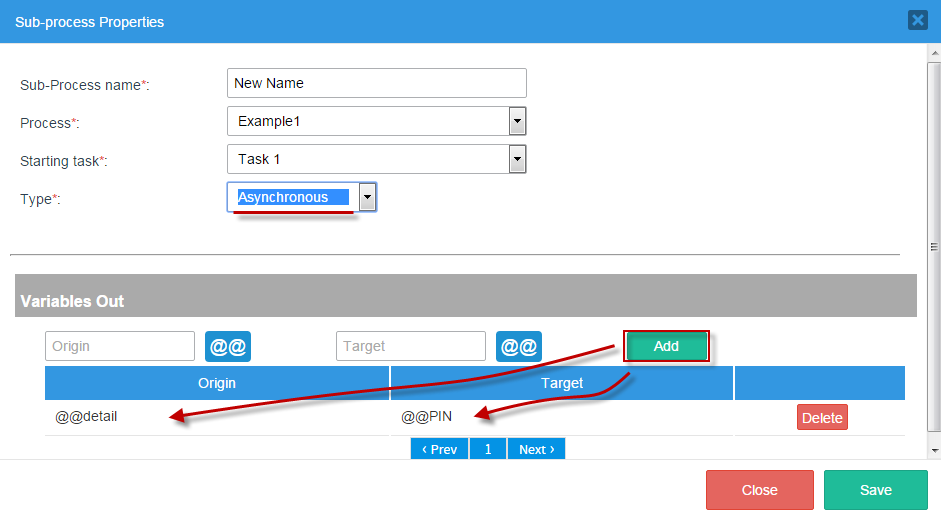 Sub-process Properties
Sub-Process name*:
New Name
Process*:
Example1
Starting task*:
Task 1
Type*:
Asynchronous
Variables Out
Origin @@ Target @@ Add
Origin Target
@@detail @@PIN Delete
‹ Prev 1 Next ›
Close Save